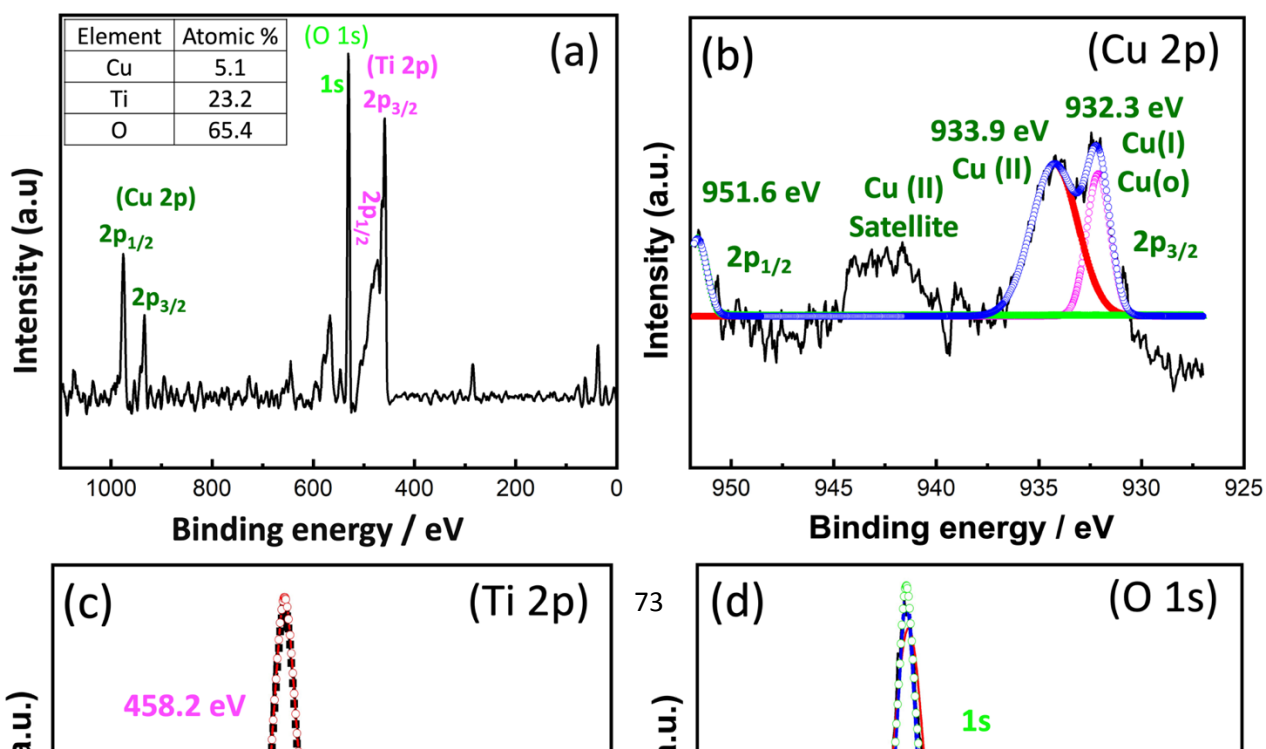 Element Atomic %
Cu 5.1
Ti 23.2
O 65.4
(O 1s)
1s
(Ti 2p)
2p3/2
2p1/2
(a)
(Cu 2p)
2p1/2
2p3/2
Intensity (a.u)
1000 800 600 400 200 0
Binding energy / eV
(b)
(Cu 2p)
932.3 eV
933.9 eV
Cu(I)
Cu (II)
Cu(o)
951.6 eV
Cu (II)
Satellite
2p1/2
2p3/2
Intensity (a.u.)
950 945 940 935 930 925
Binding energy / eV
(c)
(Ti 2p)
458.2 eV
a.u.)
73
(d)
(O 1s)
1s
a.u.)